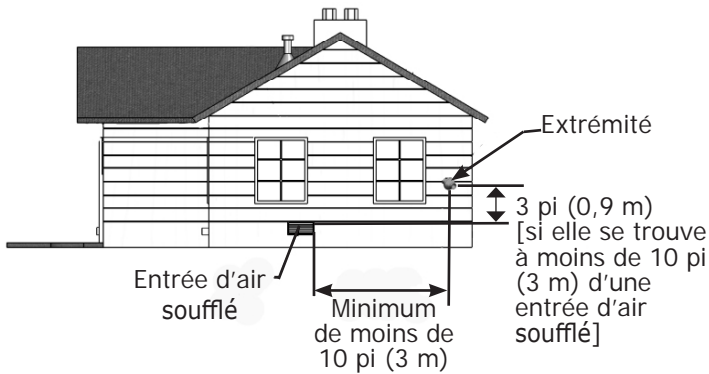 Extrémité
3 pi (0,9 m)
[si elle se trouve
à moins de 10 pi
(3 m) d'une
entrée d'air
soufflé]
Entrée d'air
soufflé
Minimum
de moins de
10 pi (3 m)